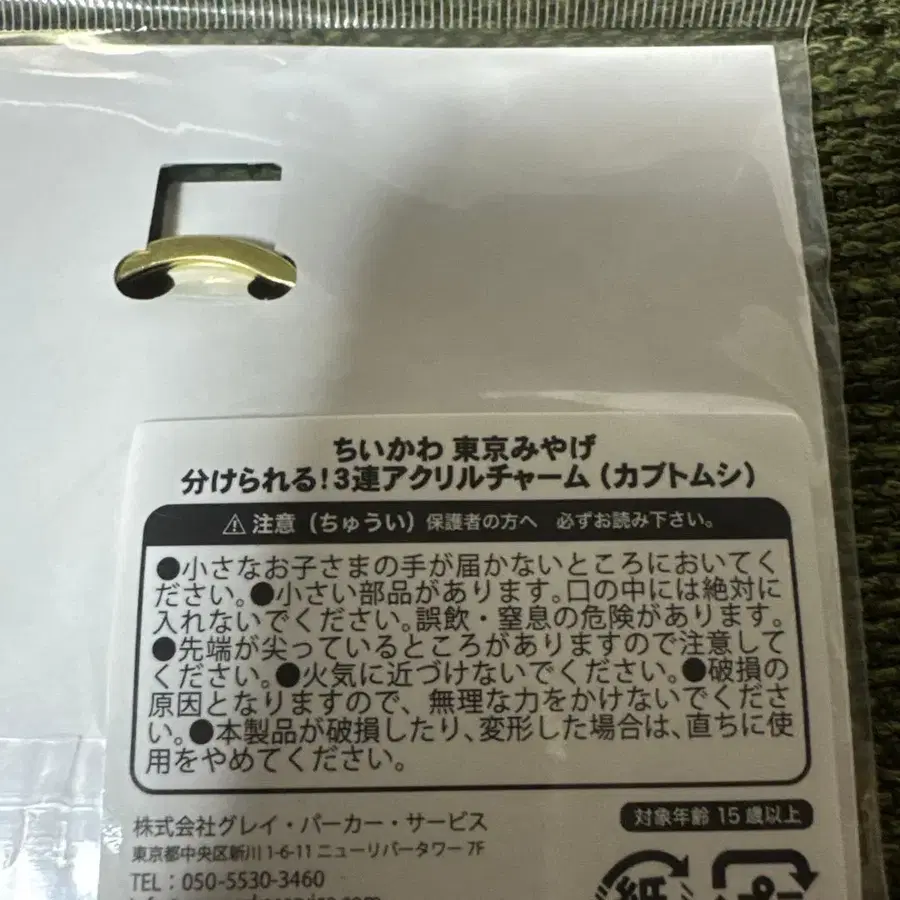 ちいかわ 東京みやげ
分けられる!3連アクリルチャーム(カブトムシ)
⚠注意(ちゅうい)保護者の方へ 必ずお読み下さい。
●小さなお子さまの手が届かないところにおいてく
ださい。●小さい部品があります。口の中には絶対に
入れないでください。誤飲・窒息の危険があります。
●先端が尖っているところがありますので注意して
ください。●火気に近づけないでください。●破損の
原因となりますので、無理な力をかけないでくださ
い。●本製品が破損したり、変形した場合は、直ちに使
用をやめてください。
株式会社グレイ・パーカー・サービス
対象年齢 15歳以上
東京都中央区新川1-6-11 ニューリバータワー 7F
TEL:050-5530-3460
紙